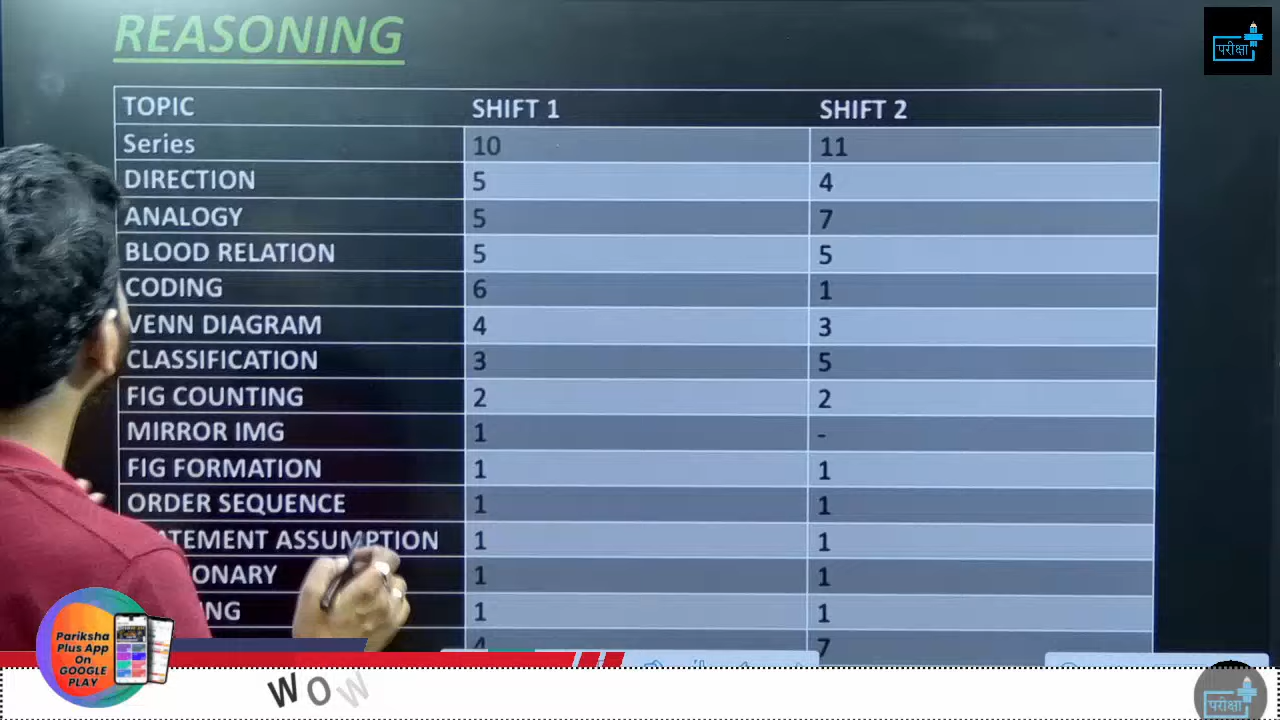 REASONING
परीक्षा
TOPIC SHIFT 1 SHIFT 2
Series 10 11
DIRECTION 5 4
ANALOGY 5 7
BLOOD RELATION 5 5
CODING 6 1
VENN DIAGRAM 4 3
CLASSIFICATION 3 5
FIG COUNTING 2 2
MIRROR IMG 1 -
FIG FORMATION 1 1
ORDER SEQUENCE 1 1
ATEMENT ASSUMPTION 1 1
ONARY 1 1
NG 1 1
4 7
Pariksha
Plus App
On
GOOGLE
PLAY
WOW
परीक्षा